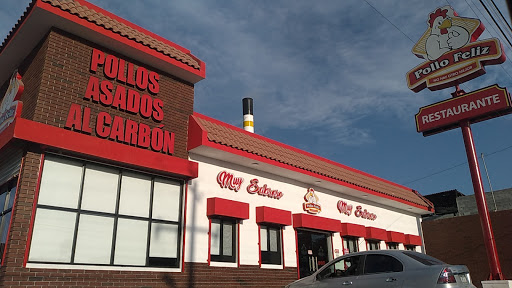 POLLOS
ASADOS
AL CARBÓN
Muy Sabroso
Muy Sabroso
Pollo Feliz
RESTAURANTE